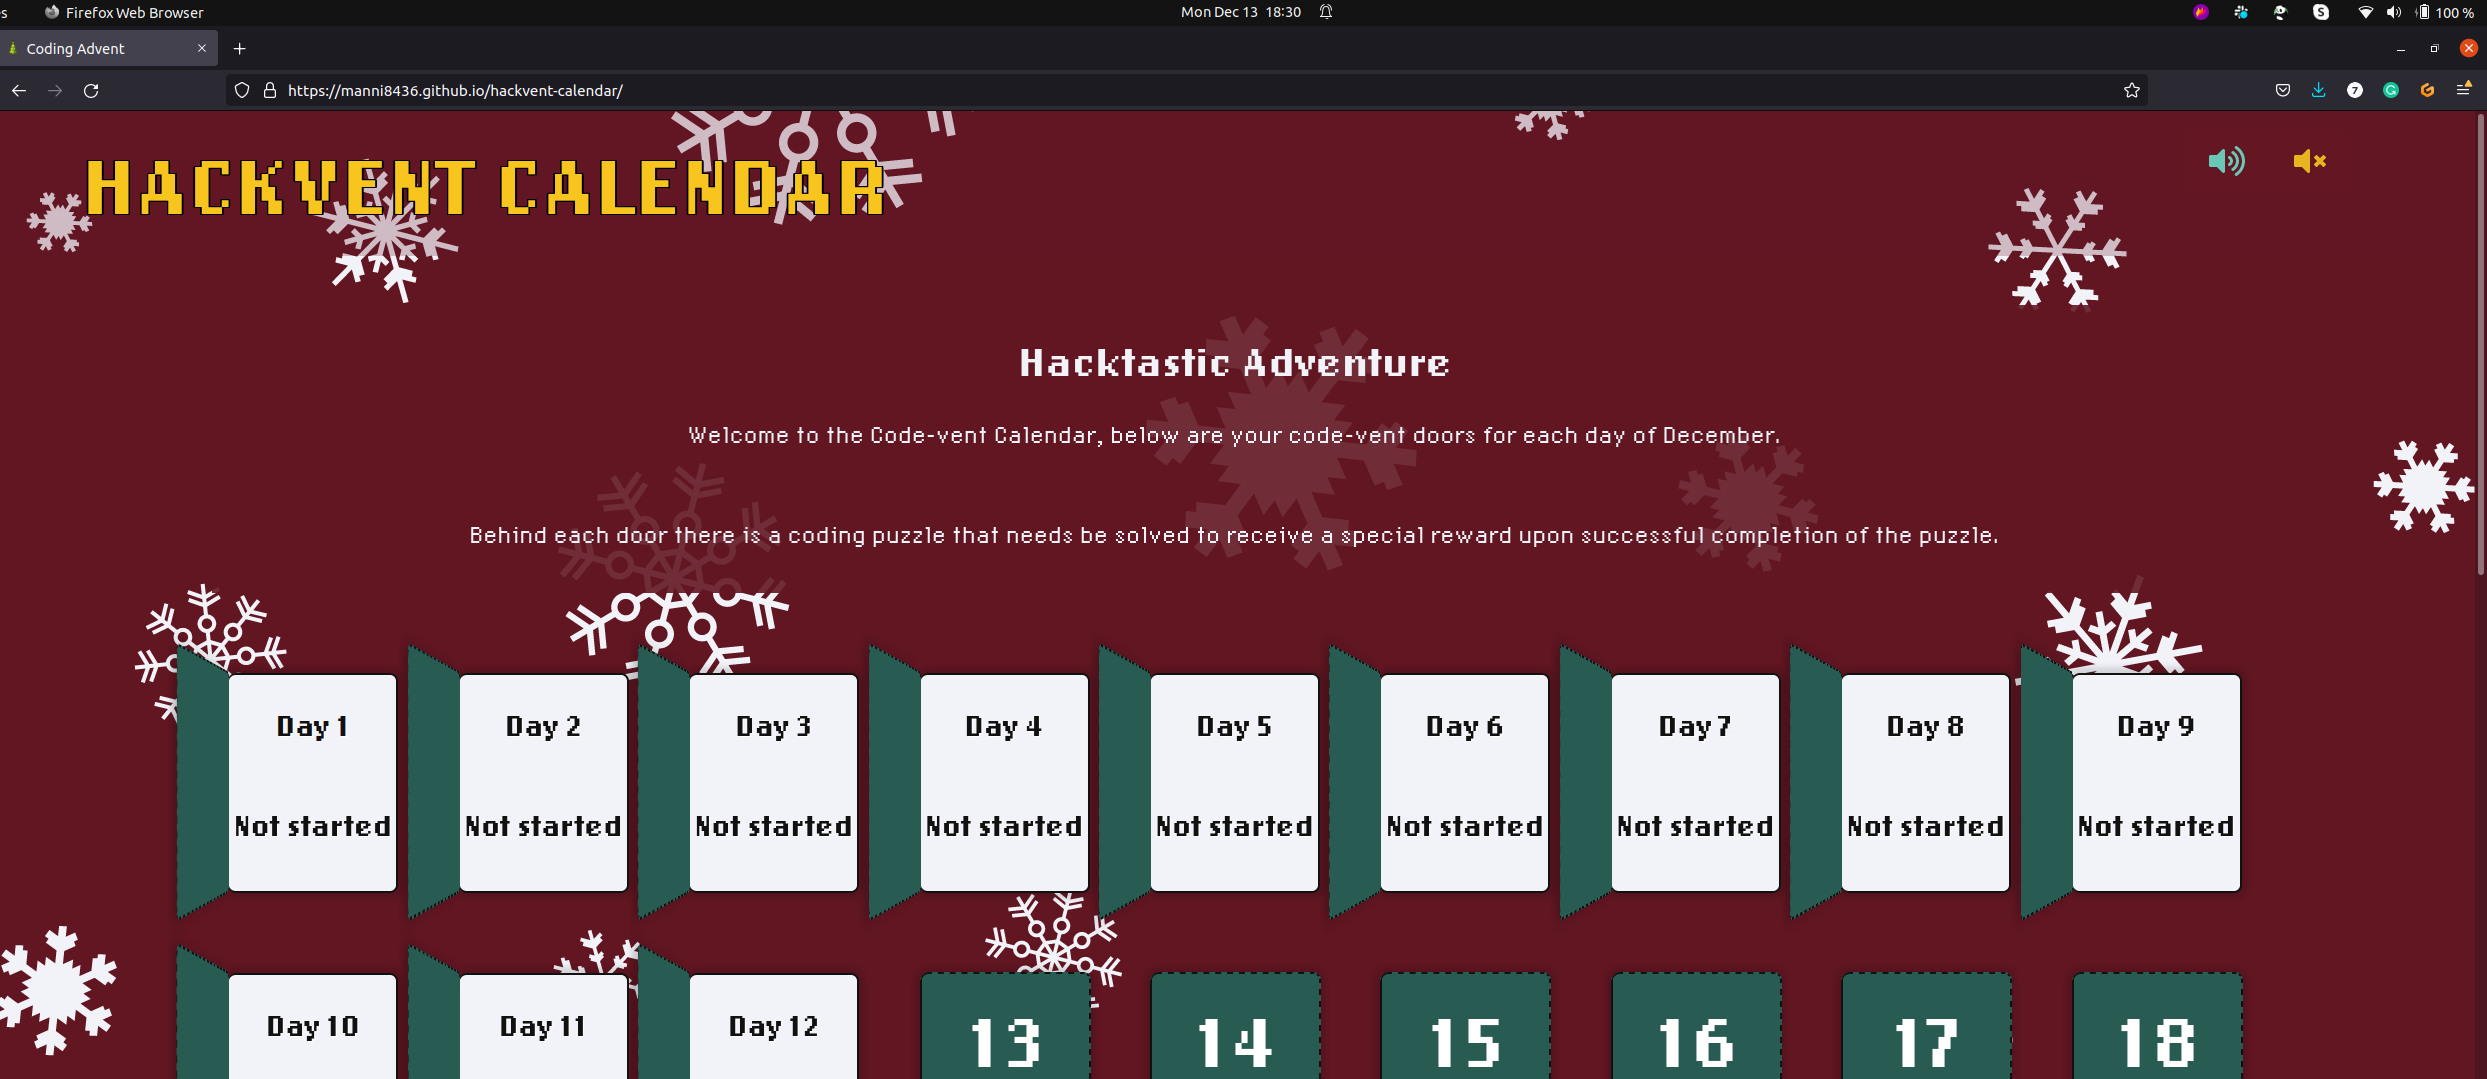 s Firefox Web Browser Mon Dec 13 18:30 100 %
Coding Advent
https://manni8436.github.io/hackvent-calendar/
HACKVENT CALENDAR
Hacktastic Adventure
Welcome to the Code-vent Calendar, below are your code-vent doors for each day of December.
Behind each door there is a coding puzzle that needs be solved to receive a special reward upon successful completion of the puzzle.
Day 1 Day 2 Day 3 Day 4 Day 5 Day 6 Day 7 Day 8 Day 9
Not started Not started Not started Not started Not started Not started Not started Not started Not started
Day 10 Day 11 Day 12 13 14 15 16 17 18